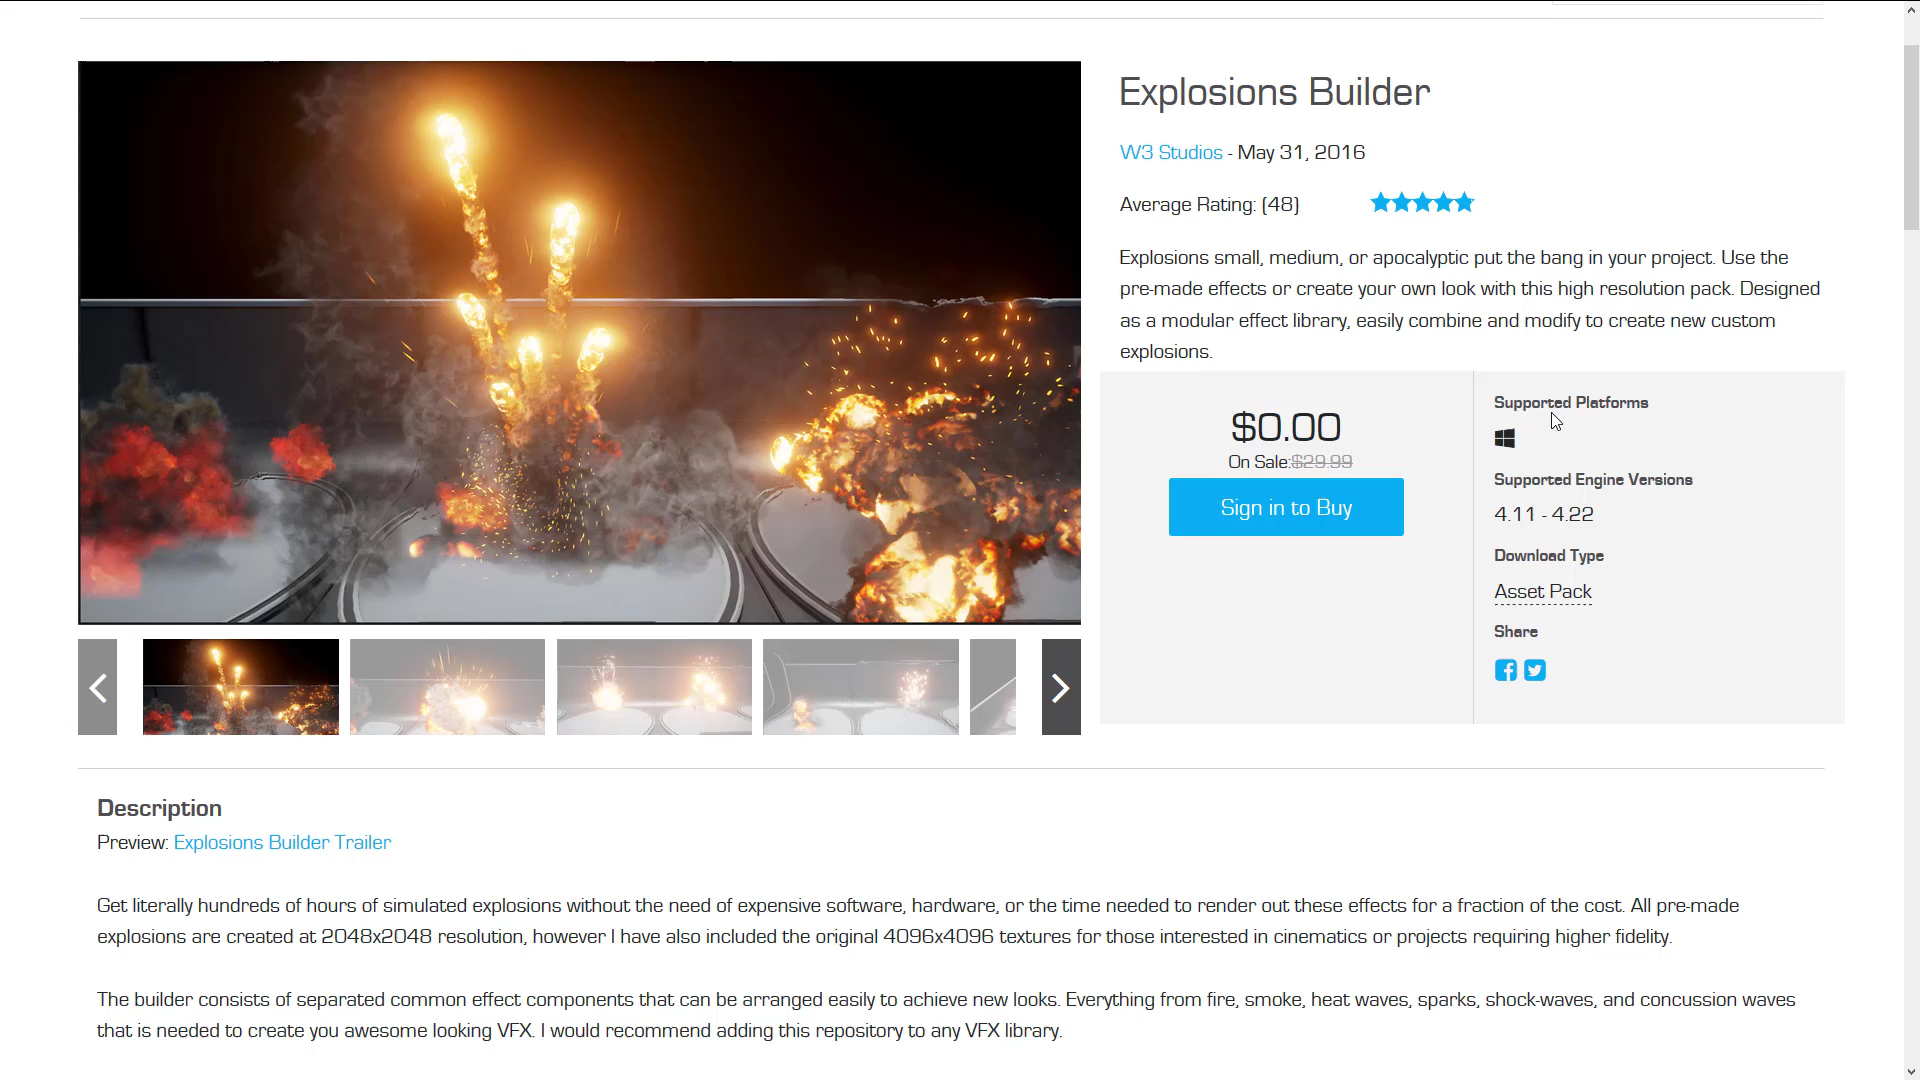 Explosions Builder
W3 Studios - May 31, 2016
Average Rating: (48)
Explosions small, medium, or apocalyptic put the bang in your project. Use the
pre-made effects or create your own look with this high resolution pack. Designed
as a modular effect library, easily combine and modify to create new custom
explosions.
$0.00
On Sale:$29.99
Sign in to Buy
Supported Platforms
Supported Engine Versions
4.11 - 4.22
Download Type
Asset Pack
Share
Description
Preview: Explosions Builder Trailer
Get literally hundreds of hours of simulated explosions without the need of expensive software, hardware, or the time needed to render out these effects for a fraction of the cost. All pre-made
explosions are created at 2048x2048 resolution, however I have also included the original 4096x4096 textures for those interested in cinematics or projects requiring higher fidelity.
The builder consists of separated common effect components that can be arranged easily to achieve new looks. Everything from fire, smoke, heat waves, sparks, shock-waves, and concussion waves
that is needed to create you awesome looking VFX. I would recommend adding this repository to any VFX library.